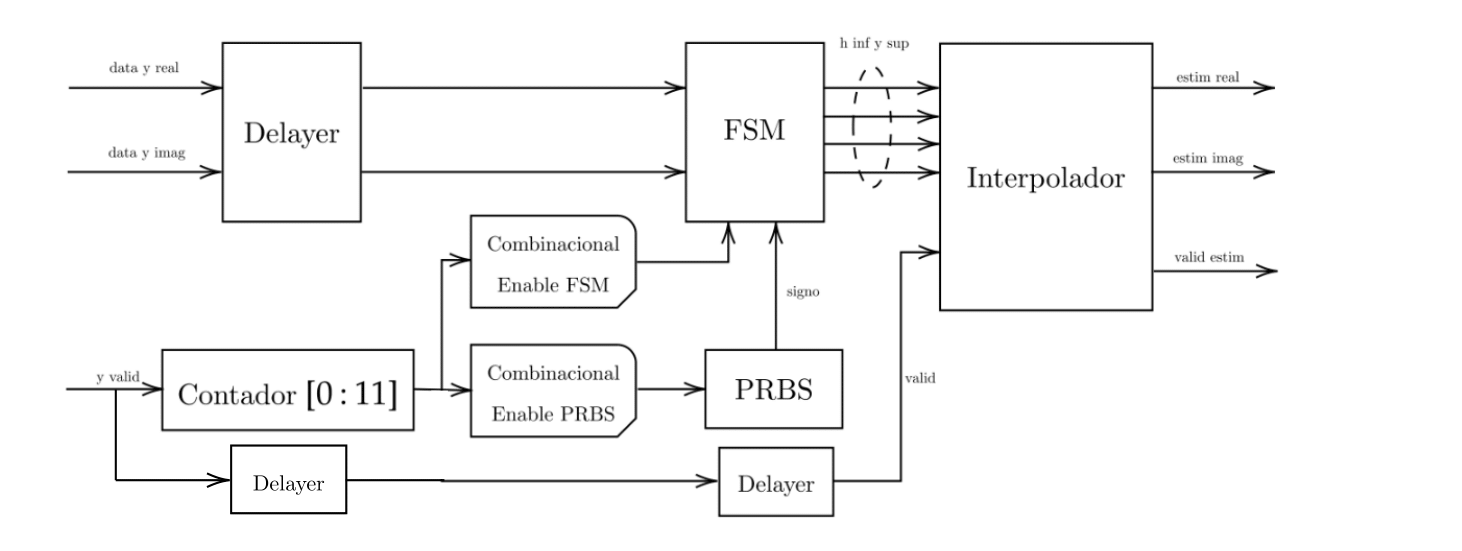 h inf y sup
data y real
estim real
Delayer
FSM
data y imag
estim imag
Interpolador
Combinacional
Enable FSM
valid estim
signo
y valid
Contador [0 : 11]
Combinacional
Enable PRBS
PRBS
valid
Delayer
Delayer